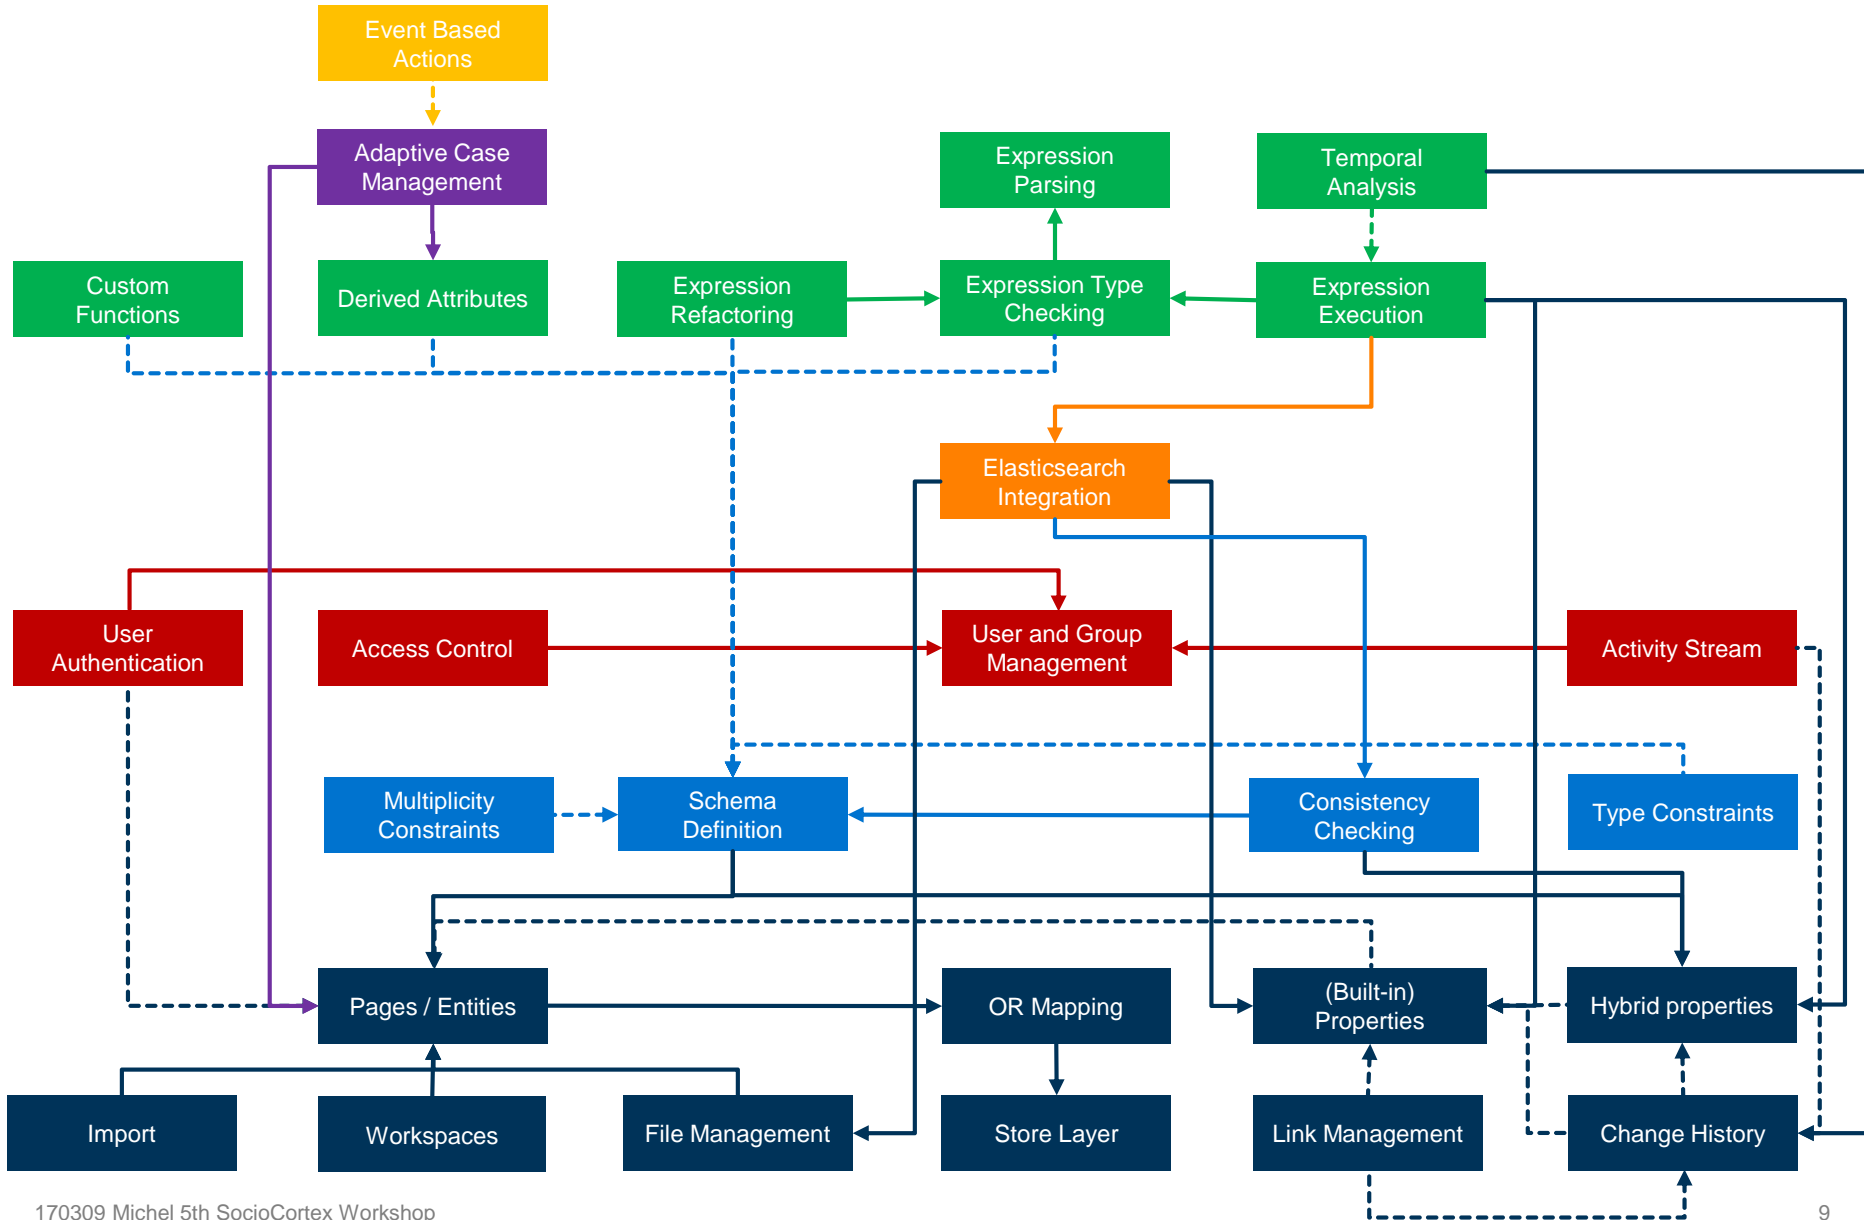 Event Based
Actions
Adaptive Case
Management
Expression
Parsing
Temporal
Analysis
Custom
Functions
Derived Attributes
Expression
Refactoring
Expression Type
Checking
Expression
Execution
Elasticsearch
Integration
User
Authentication
Access Control
User and Group
Management
Activity Stream
Multiplicity
Constraints
Schema
Definition
Consistency
Checking
Type Constraints
Pages / Entities
OR Mapping
(Built-in)
Properties
Hybrid properties
Import
Workspaces
File Management
Store Layer
Link Management
Change History
170309 Michel 5th SocioCortex Workshop
9